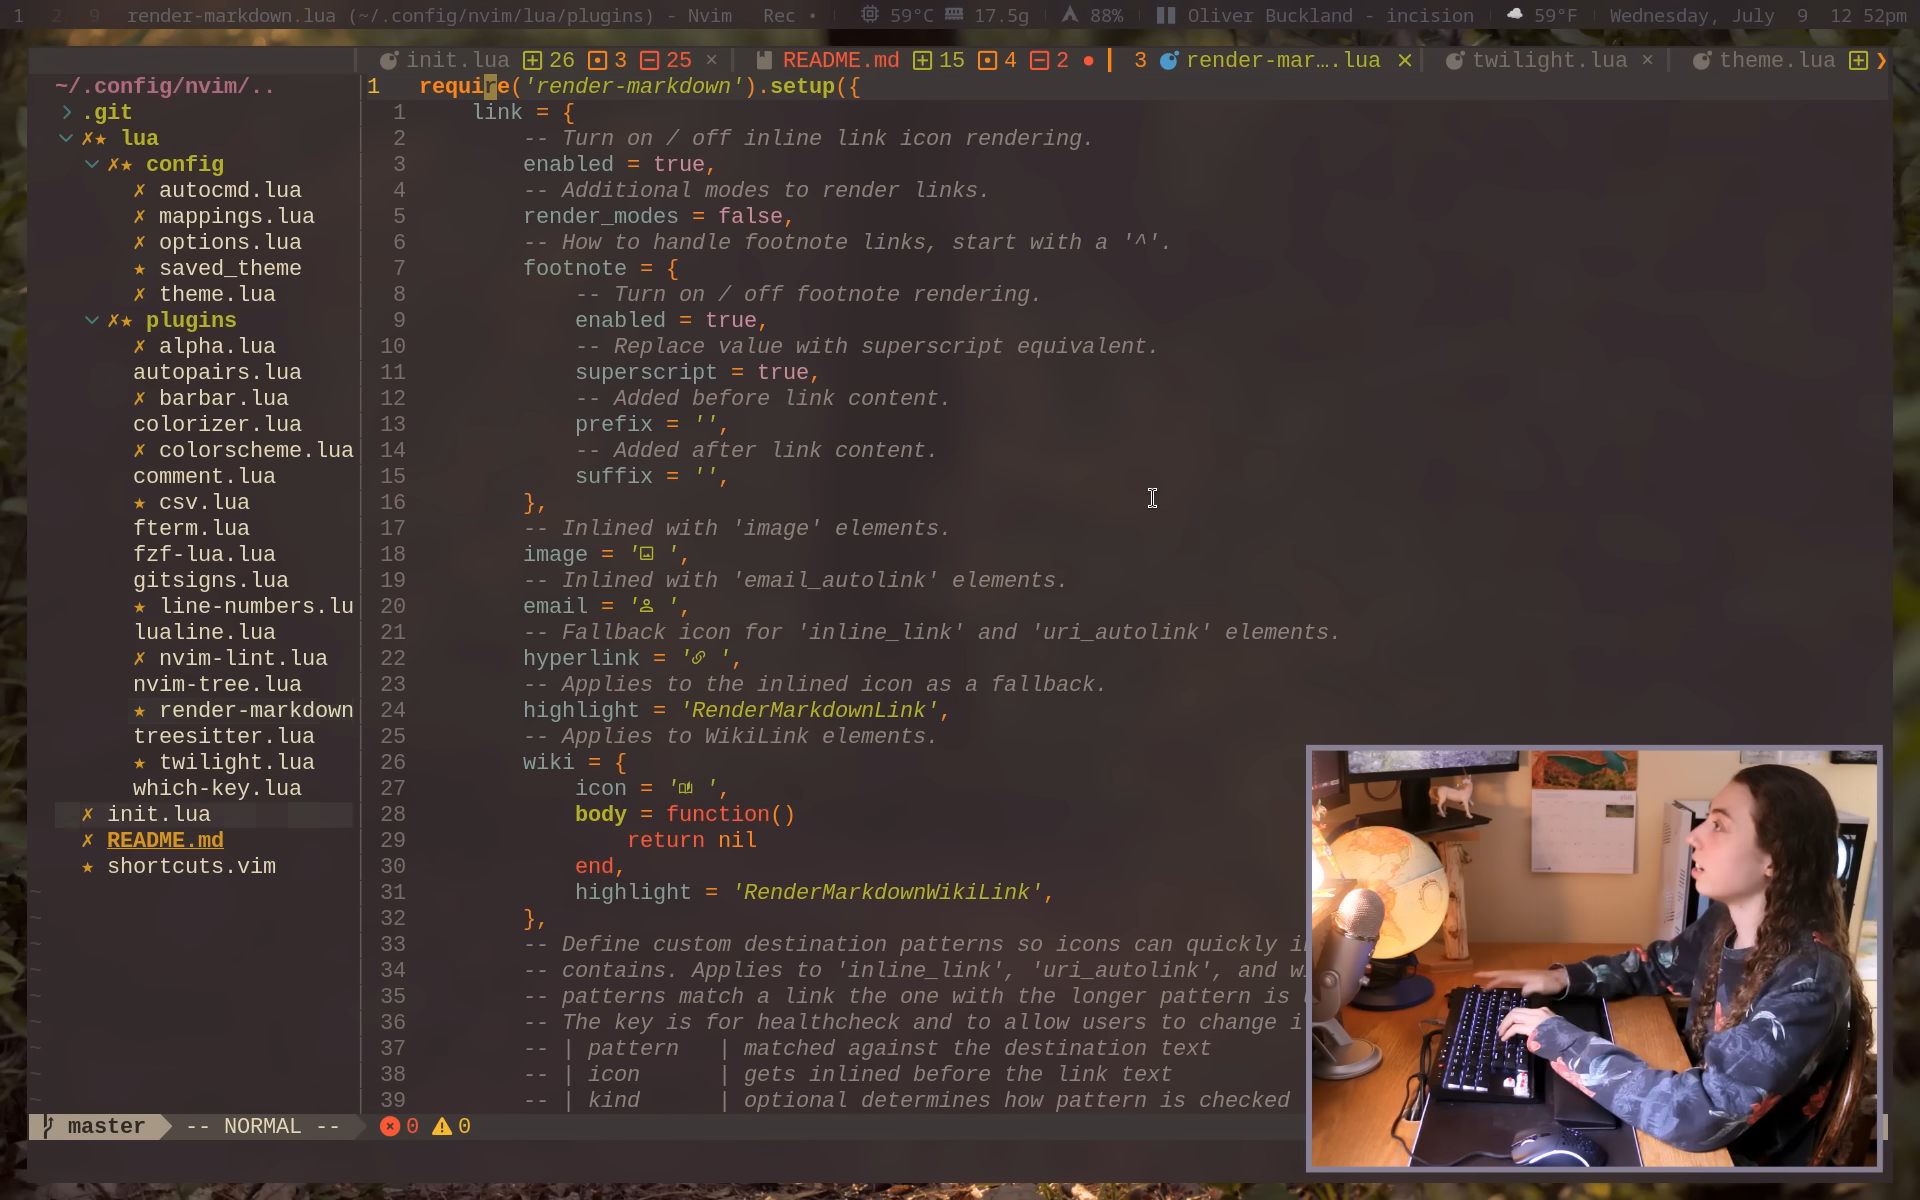 1 2 9 render-markdown.lua (~/.config/nvim/lua/plugins) - Nvim Rec • 59°C 17.5g 88% Oliver Buckland - incision 59°F Wednesday, July 9 12 52pm
init.lua 26 3 25 × README.md 15 4 2 ● 3 render-mar….lua × twilight.lua × theme.lua
~/.config/nvim/..
.git
✗★ lua
✗★ config
✗ autocmd.lua
✗ mappings.lua
✗ options.lua
★ saved_theme
✗ theme.lua
✗★ plugins
✗ alpha.lua
autopairs.lua
✗ barbar.lua
colorizer.lua
✗ colorscheme.lua
comment.lua
★ csv.lua
fterm.lua
fzf-lua.lua
gitsigns.lua
★ line-numbers.lu
lualine.lua
✗ nvim-lint.lua
nvim-tree.lua
★ render-markdown
treesitter.lua
★ twilight.lua
which-key.lua
✗ init.lua
✗ README.md
★ shortcuts.vim
1 require('render-markdown').setup({
1 link = {
2 -- Turn on / off inline link icon rendering.
3 enabled = true,
4 -- Additional modes to render links.
5 render_modes = false,
6 -- How to handle footnote links, start with a '^'.
7 footnote = {
8 -- Turn on / off footnote rendering.
9 enabled = true,
10 -- Replace value with superscript equivalent.
11 superscript = true,
12 -- Added before link content.
13 prefix = '',
14 -- Added after link content.
15 suffix = '',
16 },
17 -- Inlined with 'image' elements.
18 image = ' ',
19 -- Inlined with 'email_autolink' elements.
20 email = ' ',
21 -- Fallback icon for 'inline_link' and 'uri_autolink' elements.
22 hyperlink = ' ',
23 -- Applies to the inlined icon as a fallback.
24 highlight = 'RenderMarkdownLink',
25 -- Applies to WikiLink elements.
26 wiki = {
27 icon = ' ',
28 body = function()
29 return nil
30 end,
31 highlight = 'RenderMarkdownWikiLink',
32 },
33 -- Define custom destination patterns so icons can quickly i
34 -- contains. Applies to 'inline_link', 'uri_autolink', and w
35 -- patterns match a link the one with the longer pattern is
36 -- The key is for healthcheck and to allow users to change i
37 -- | pattern | matched against the destination text
38 -- | icon | gets inlined before the link text
39 -- | kind | optional determines how pattern is checked
master -- NORMAL -- 0 0